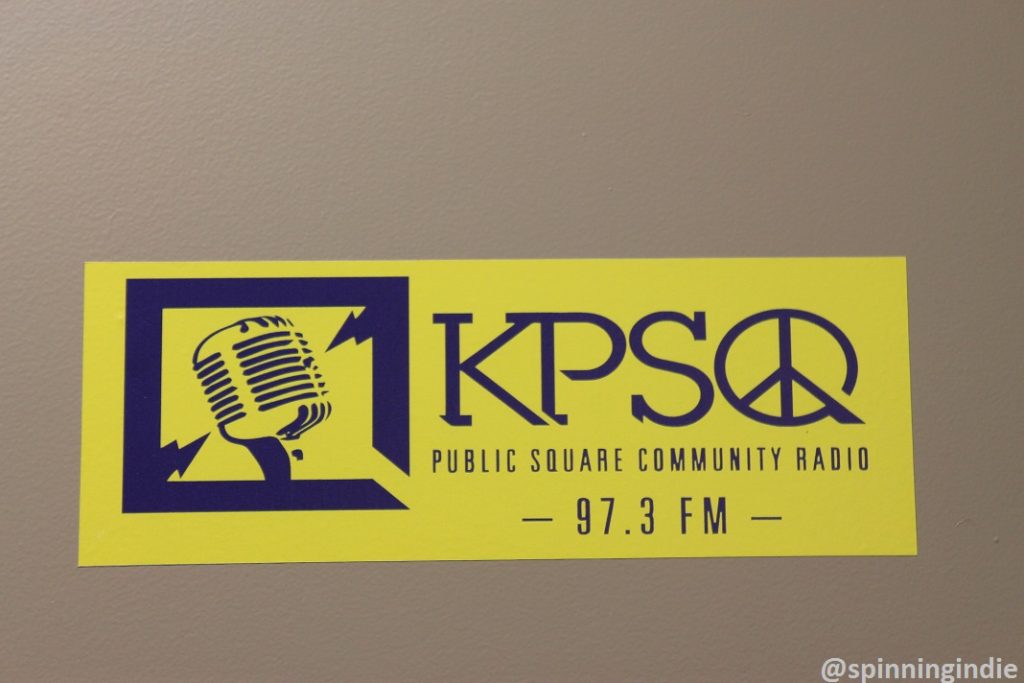 KPSQ
PUBLIC SQUARE COMMUNITY RADIO
— 97.3 FM —
@spinningindie